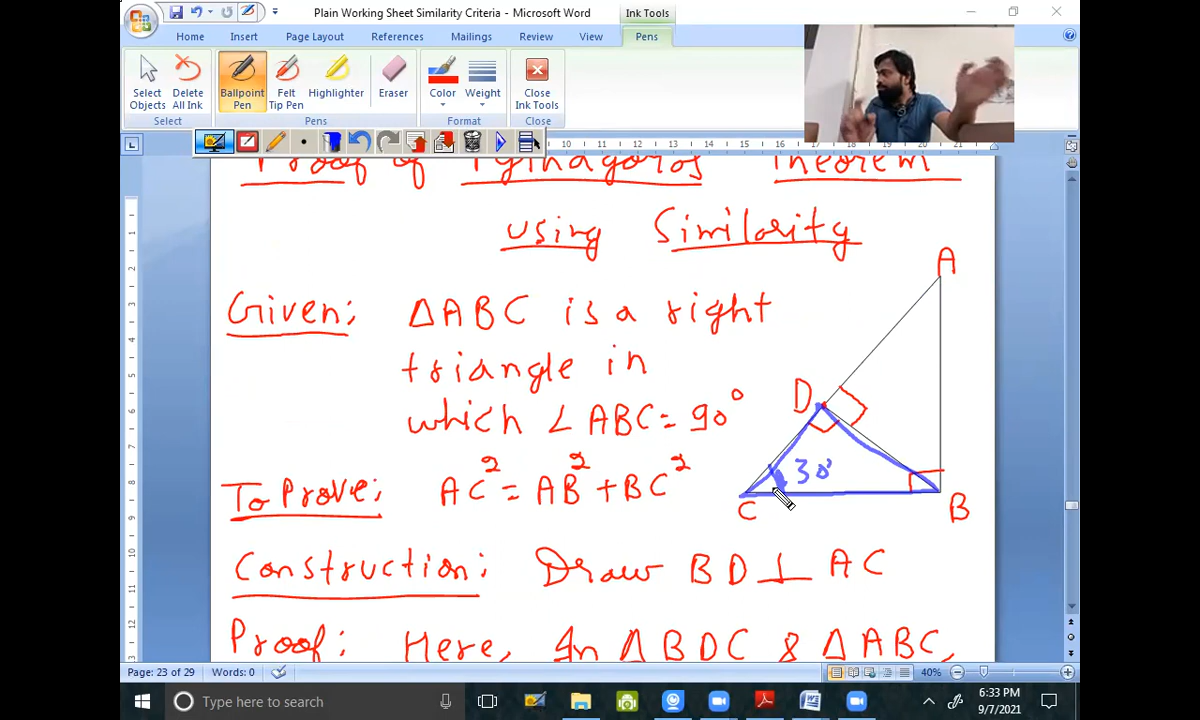 Plain Working Sheet Similarity Criteria - Microsoft Word
Ink Tools
Home Insert Page Layout References Mailings Review View Pens
Select Objects
Delete All Ink
Ballpoint Pen
Felt Tip Pen
Highlighter
Eraser
Color
Weight
Close Ink Tools
Select
Pens
Format
Close
Proof of Pythagoras Theorem
using Similarity
Given: ΔABC is a right
triangle in
which ∠ABC = 90°
To Prove: AC² = AB² + BC²
Construction: Draw BD ⊥ AC
Proof: Here, In ΔBDC & ΔABC,
A
D
30°
C
B
Page: 23 of 29 Words: 0
40%
Type here to search
6:33 PM
9/7/2021